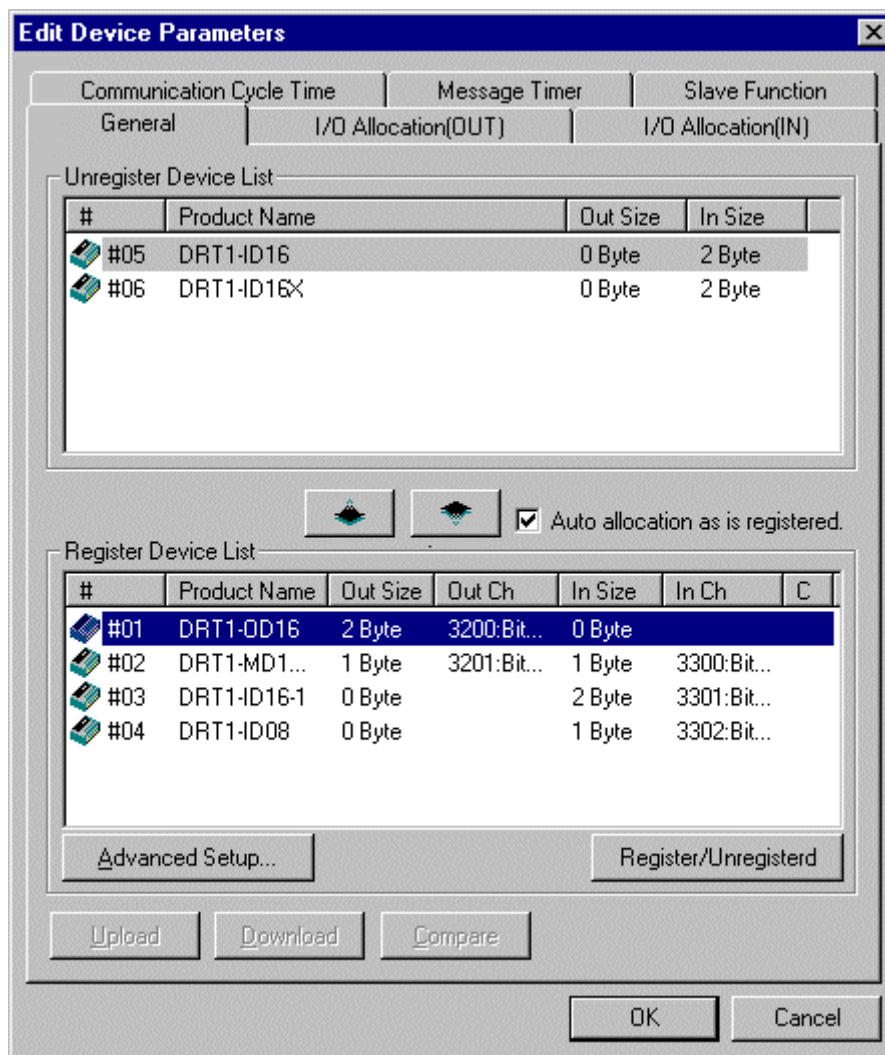 Edit Device Parameters
Communication Cycle Time Message Timer Slave Function
General I/O Allocation(OUT) I/O Allocation(IN)
Unregister Device List
# Product Name Out Size In Size
#05 DRT1-ID16 0 Byte 2 Byte
#06 DRT1-ID16X 0 Byte 2 Byte
Auto allocation as is registered.
Register Device List
# Product Name Out Size Out Ch In Size In Ch C
#01 DRT1-OD16 2 Byte 3200:Bit... 0 Byte
#02 DRT1-MD1... 1 Byte 3201:Bit... 1 Byte 3300:Bit...
#03 DRT1-ID16-1 0 Byte 2 Byte 3301:Bit...
#04 DRT1-ID08 0 Byte 1 Byte 3302:Bit...
Advanced Setup... Register/Unregisterd
Upload Download Compare
OK Cancel